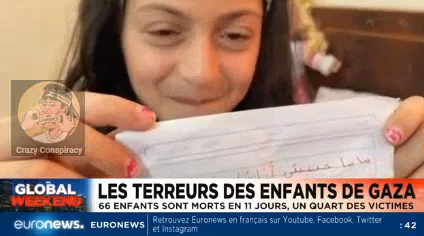 ماما حبيبتي
Crazy Conspiracy
GLOBAL
WEEKEND
LES TERREURS DES ENFANTS DE GAZA
66 ENFANTS SONT MORTS EN 11 JOURS, UN QUART DES VICTIMES
euronews. EURONEWS
Retrouvez Euronews en français sur Youtube, Facebook, Twitter
et Instagram
:42